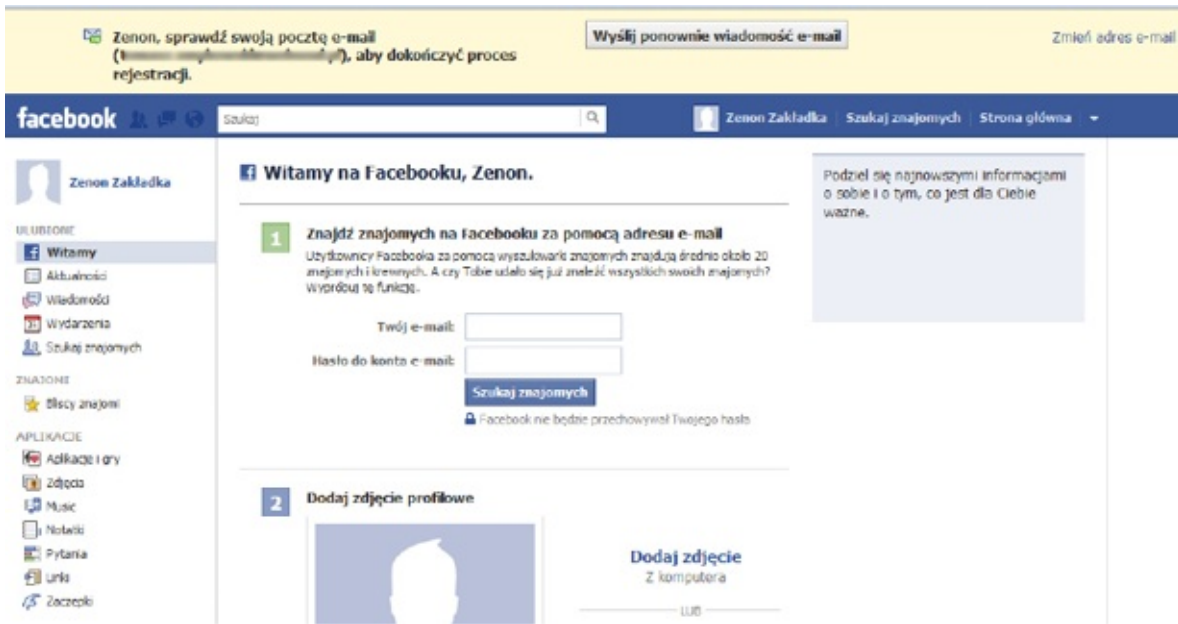 Zenon, sprawdź swoją pocztę e-mail
aby dokończyć proces
rejestracji.
Wyślij ponownie wiadomość e-mail
Zmień adres e-mail
facebook
Szukaj
Zenon Zakładka
Szukaj znajomych
Strona główna
Zenon Zakładka
ULUBIONE
Witamy
Aktualności
Wiadomości
Wydarzenia
Szukaj znajomych
ZNAJOMI
Bliscy znajomi
APLIKACJE
Aplikacje i gry
Zdjęcia
Music
Notatki
Pytania
Linki
Zaczepki
Witamy na Facebooku, Zenon.
1
Znajdź znajomych na Facebooku za pomocą adresu e-mail
Użytkownicy Facebooka za pomocą wyszukiwarki znajomych znajdują średnio około 20
znajomych i krewnych. A czy Tobie udało się już znaleźć wszystkich swoich znajomych?
Wypróbuj tę funkcję.
Twój e-mail:
Hasło do konta e-mail:
Szukaj znajomych
Facebook nie będzie przechowywał Twojego hasła
2
Dodaj zdjęcie profilowe
Dodaj zdjęcie
Z komputera
LUB
Podziel się najnowszymi informacjami
o sobie i o tym, co jest dla Ciebie
ważne.